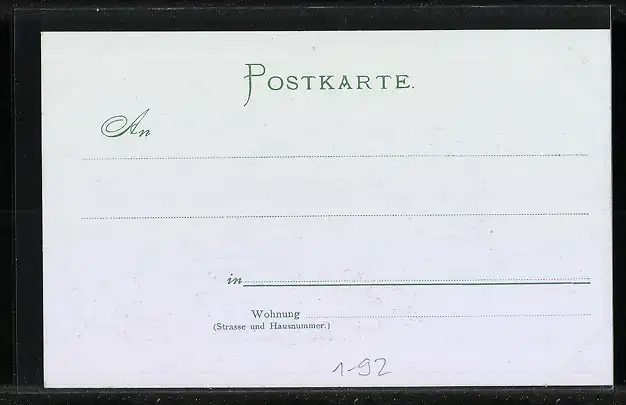 POSTKARTE.
An
in
Wohnung
(Strasse und Hausnummer.)
1-92